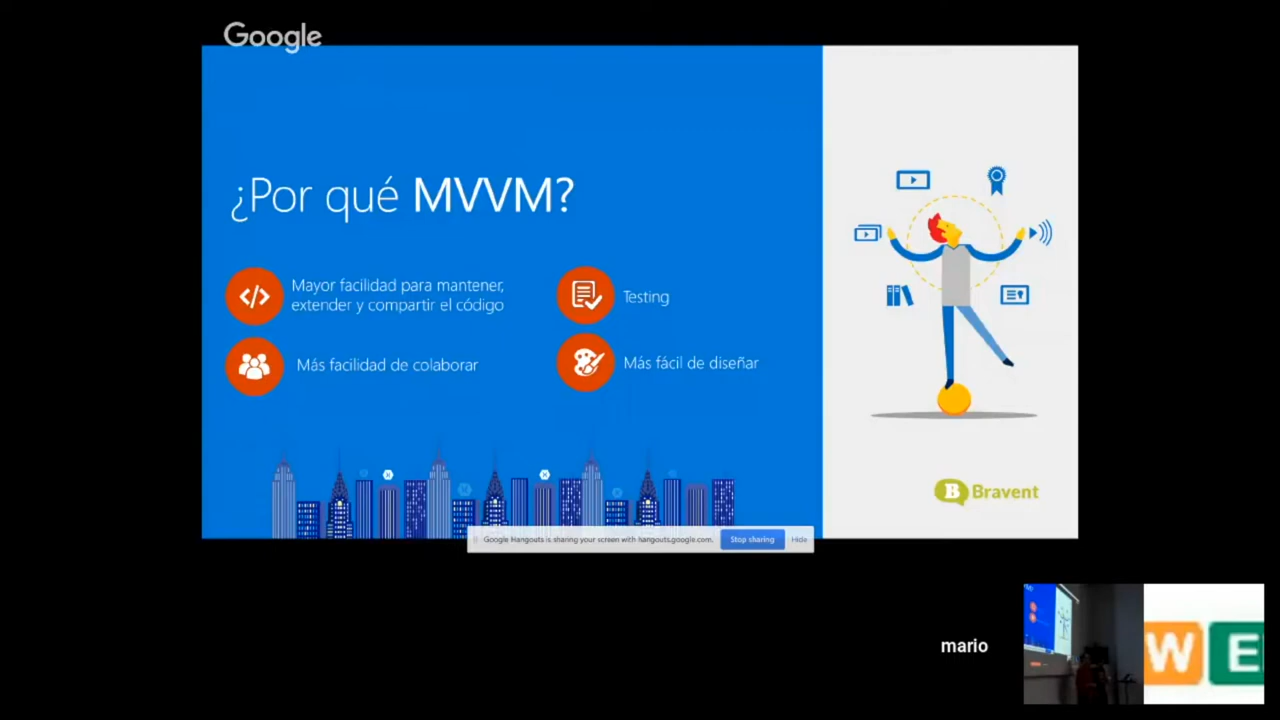 Google
¿Por qué MVVM?
Mayor facilidad para mantener,
extender y compartir el código
Testing
Más facilidad de colaborar
Más fácil de diseñar
B Bravent
Google Hangouts is sharing your screen with hangouts.google.com.
Stop sharing
Hide
mario
W E